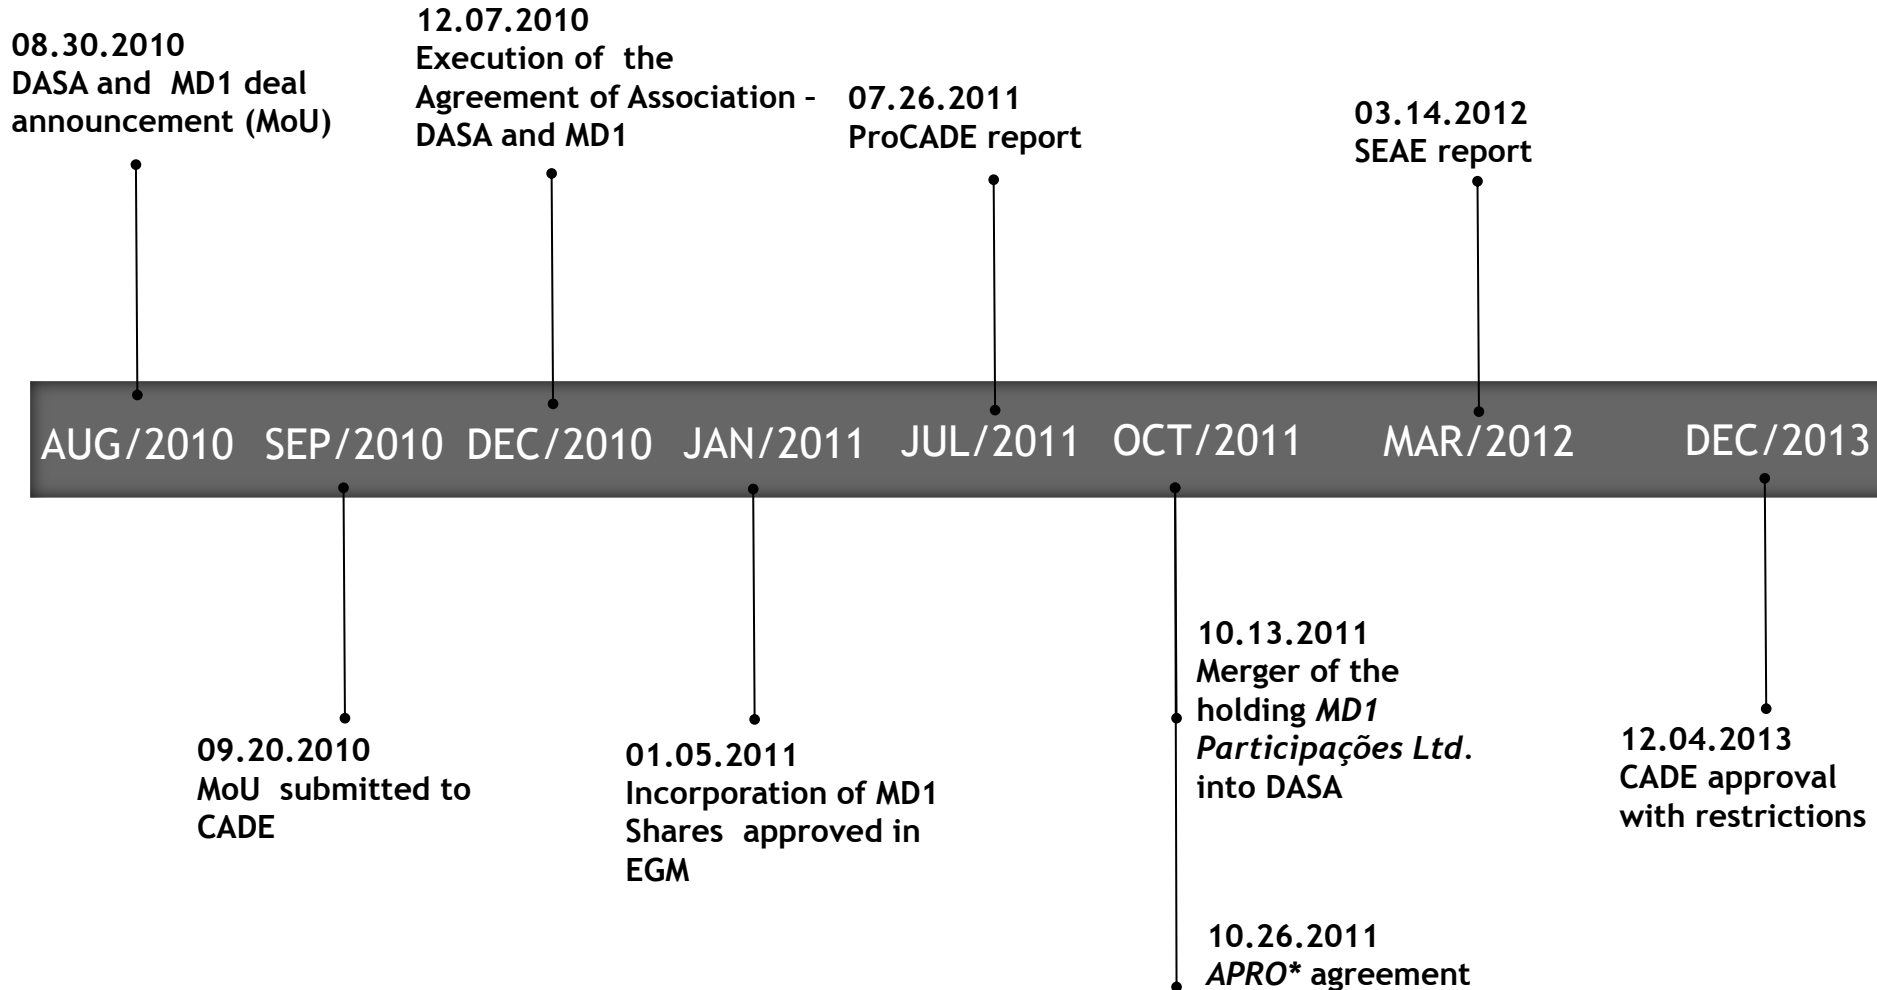 08.30.2010
DASA and MD1 deal
announcement (MoU)
12.07.2010
Execution of the
Agreement of Association –
DASA and MD1
07.26.2011
ProCADE report
03.14.2012
SEAE report
AUG/2010 SEP/2010 DEC/2010 JAN/2011 JUL/2011 OCT/2011 MAR/2012 DEC/2013
09.20.2010
MoU submitted to
CADE
01.05.2011
Incorporation of MD1
Shares approved in
EGM
10.13.2011
Merger of the
holding MD1
Participações Ltd.
into DASA
10.26.2011
APRO* agreement
12.04.2013
CADE approval
with restrictions